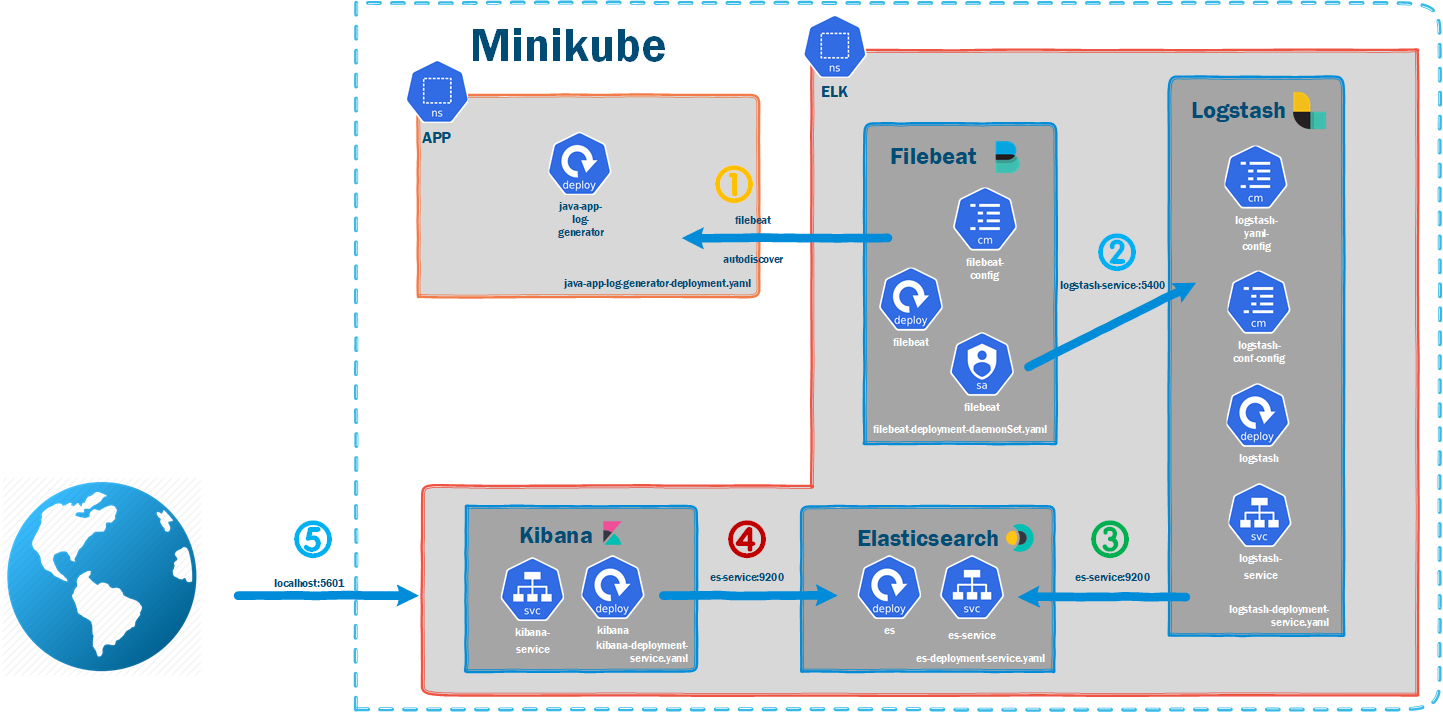 Minikube
ns
APP
deploy
java-app-
log-
generator
java-app-log-generator-deployment.yaml
1
filebeat
autodiscover
ns
ELK
Filebeat
cm
filebeat-
config
deploy
filebeat
sa
filebeat
filebeat-deployment-daemonSet.yaml
2
logstash-service-:5400
Logstash
cm
logstash-
yaml-
config
cm
logstash-
conf-config
deploy
logstash
svc
logstash-
service
logstash-deployment-
service.yaml
5
localhost:5601
Kibana
svc
kibana-
service
deploy
kibana
kibana-deployment-
service.yaml
4
es-service:9200
Elasticsearch
deploy
es
svc
es-service
es-deployment-service.yaml
3
es-service:9200